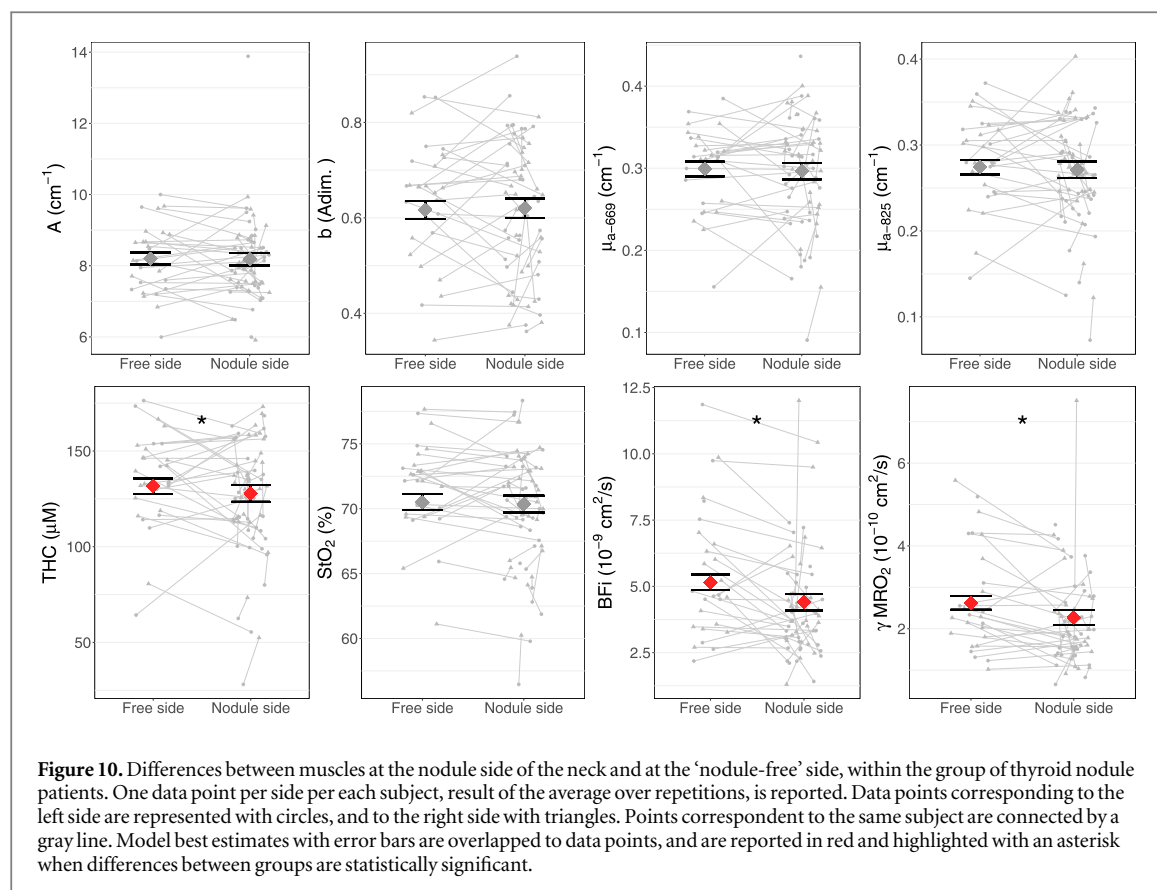 14
12
10
8
6
A (cm⁻¹)
Free side Nodule side
0.8
0.6
0.4
b (Adim.)
Free side Nodule side
0.4
0.3
0.2
0.1
μa−669 (cm⁻¹)
Free side Nodule side
0.4
0.3
0.2
0.1
μa−825 (cm⁻¹)
Free side Nodule side
150
100
50
THC (μM)
*
Free side Nodule side
75
70
65
60
StO₂ (%)
Free side Nodule side
12.5
10.0
7.5
5.0
2.5
BFi (10⁻⁹ cm²/s)
*
Free side Nodule side
6
4
2
γ MRO₂ (10⁻¹⁰ cm²/s)
*
Free side Nodule side
Figure 10. Differences between muscles at the nodule side of the neck and at the ‘nodule-free’ side, within the group of thyroid nodule
patients. One data point per side per each subject, result of the average over repetitions, is reported. Data points corresponding to the
left side are represented with circles, and to the right side with triangles. Points correspondent to the same subject are connected by a
gray line. Model best estimates with error bars are overlapped to data points, and are reported in red and highlighted with an asterisk
when differences between groups are statistically significant.